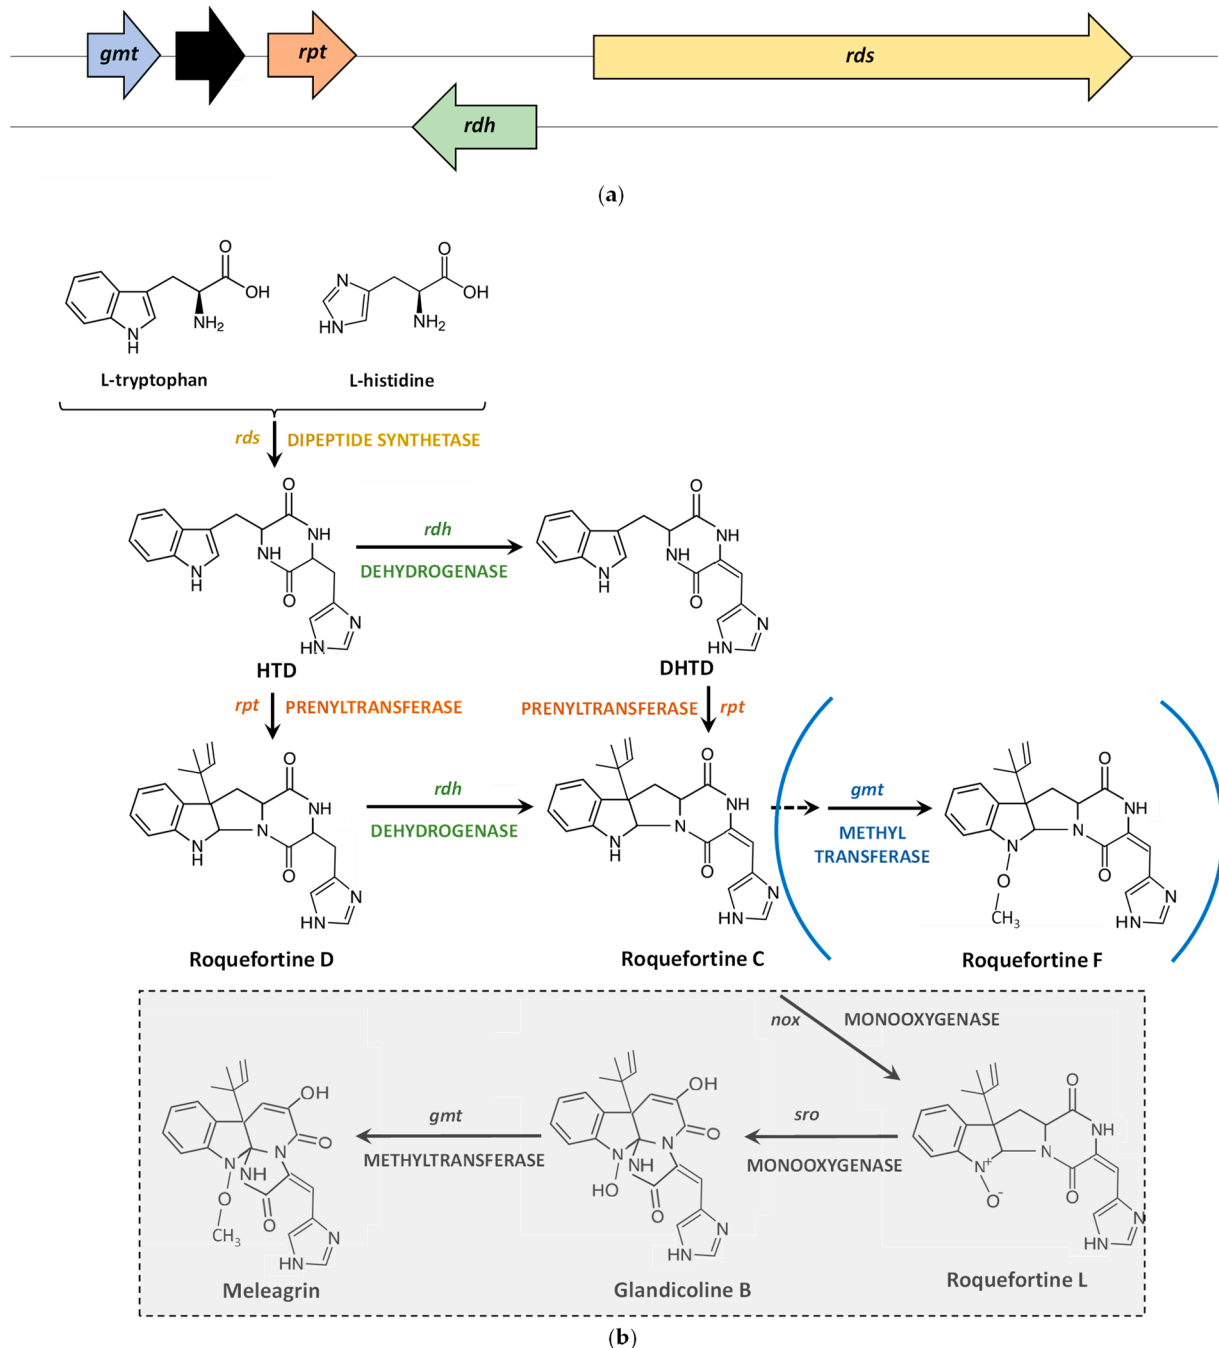 gmt
rpt
rds
rdh
(a)
O
OH
NH2
N
H
L-tryptophan
N
HN
O
OH
NH2
L-histidine
rds DIPEPTIDE SYNTHETASE
O
NH
NH
O
N
H
N
HN
HTD
rdh
DEHYDROGENASE
O
NH
NH
O
N
H
N
HN
DHTD
rpt PRENYLTRANSFERASE
PRENYLTRANSFERASE rpt
O
NH
N
N
H
O
N
HN
Roquefortine D
rdh
DEHYDROGENASE
O
NH
N
N
H
O
N
HN
Roquefortine C
gmt
METHYL
TRANSFERASE
O
NH
N
N
O
O
CH3
N
HN
Roquefortine F
nox MONOOXYGENASE
OH
O
N
N
NH
O
O
CH3
N
HN
Meleagrin
gmt
METHYLTRANSFERASE
OH
O
N
N
NH
HO
O
N
HN
Glandicoline B
sro
MONOOXYGENASE
O
NH
N
N+
O-
O
N
HN
Roquefortine L
(b)